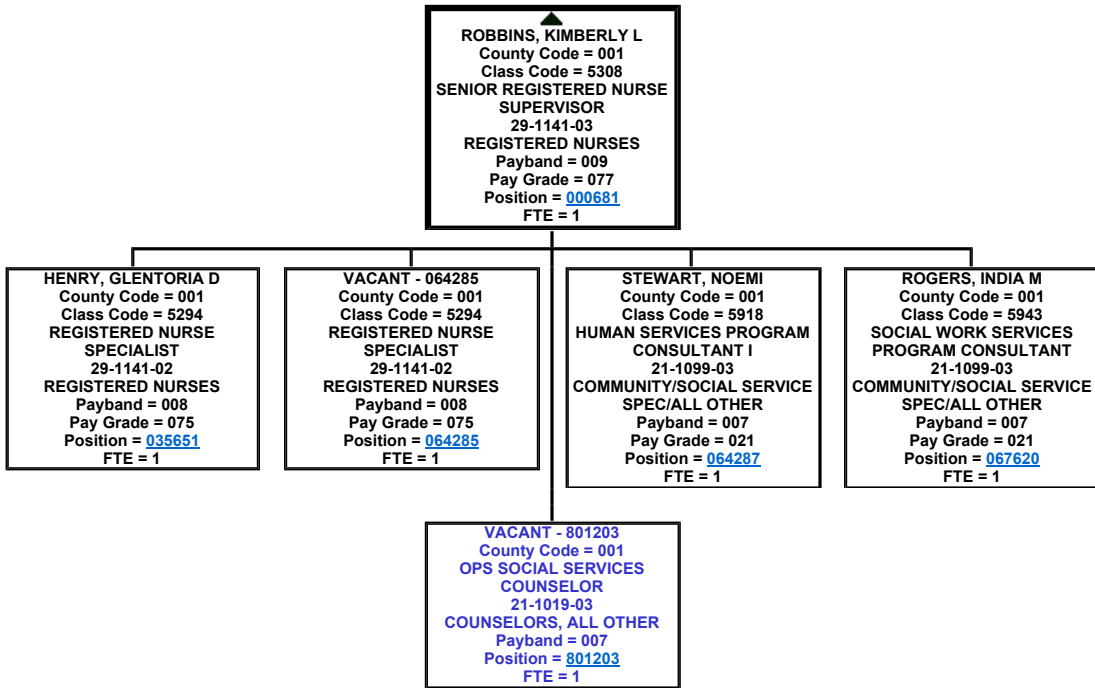 ROBBINS, KIMBERLY L
County Code = 001
Class Code = 5308
SENIOR REGISTERED NURSE
SUPERVISOR
29-1141-03
REGISTERED NURSES
Payband = 009
Pay Grade = 077
Position = 000681
FTE = 1
HENRY, GLENTORIA D
County Code = 001
Class Code = 5294
REGISTERED NURSE
SPECIALIST
29-1141-02
REGISTERED NURSES
Payband = 008
Pay Grade = 075
Position = 035651
FTE = 1
VACANT - 064285
County Code = 001
Class Code = 5294
REGISTERED NURSE
SPECIALIST
29-1141-02
REGISTERED NURSES
Payband = 008
Pay Grade = 075
Position = 064285
FTE = 1
STEWART, NOEMI
County Code = 001
Class Code = 5918
HUMAN SERVICES PROGRAM
CONSULTANT I
21-1099-03
COMMUNITY/SOCIAL SERVICE
SPEC/ALL OTHER
Payband = 007
Pay Grade = 021
Position = 064287
FTE = 1
ROGERS, INDIA M
County Code = 001
Class Code = 5943
SOCIAL WORK SERVICES
PROGRAM CONSULTANT
21-1099-03
COMMUNITY/SOCIAL SERVICE
SPEC/ALL OTHER
Payband = 007
Pay Grade = 021
Position = 067620
FTE = 1
VACANT - 801203
County Code = 001
OPS SOCIAL SERVICES
COUNSELOR
21-1019-03
COUNSELORS, ALL OTHER
Payband = 007
Position = 801203
FTE = 1